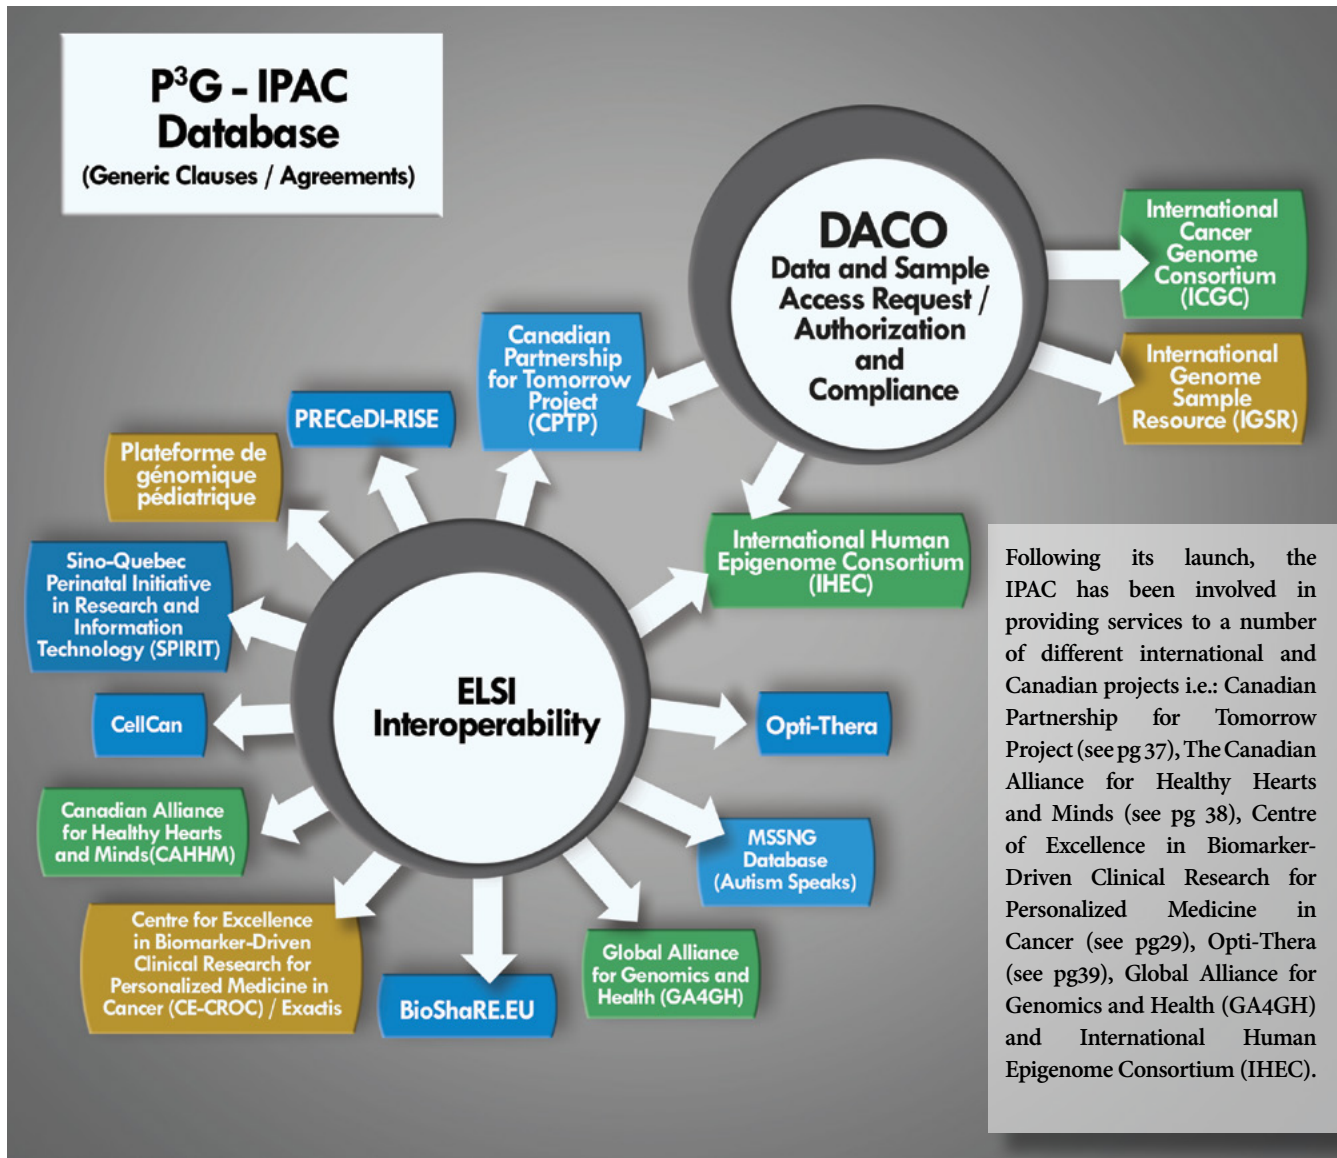 P³G - IPAC
Database
(Generic Clauses / Agreements)
DACO
Data and Sample
Access Request /
Authorization
and
Compliance
International
Cancer
Genome
Consortium
(ICGC)
International
Genome
Sample
Resource (IGSR)
Canadian
Partnership
for Tomorrow
Project
(CPTP)
PRECeDI-RISE
Plateforme de
génomique
pédiatrique
Sino-Quebec
Perinatal Initiative
in Research and
Information
Technology (SPIRIT)
CellCan
Canadian Alliance
for Healthy Hearts
and Minds(CAHHM)
Centre for Excellence
in Biomarker-Driven
Clinical Research for
Personalized Medicine in
Cancer (CE-CROC) / Exactis
BioShaRE.EU
Global Alliance
for Genomics and
Health (GA4GH)
MSSNG
Database
(Autism Speaks)
Opti-Thera
International Human
Epigenome Consortium
(IHEC)
ELSI
Interoperability
Following its launch, the
IPAC has been involved in
providing services to a number
of different international and
Canadian projects i.e.: Canadian
Partnership for Tomorrow
Project (see pg 37), The Canadian
Alliance for Healthy Hearts
and Minds (see pg 38), Centre
of Excellence in Biomarker-
Driven Clinical Research for
Personalized Medicine in
Cancer (see pg29), Opti-Thera
(see pg39), Global Alliance for
Genomics and Health (GA4GH)
and International Human
Epigenome Consortium (IHEC).